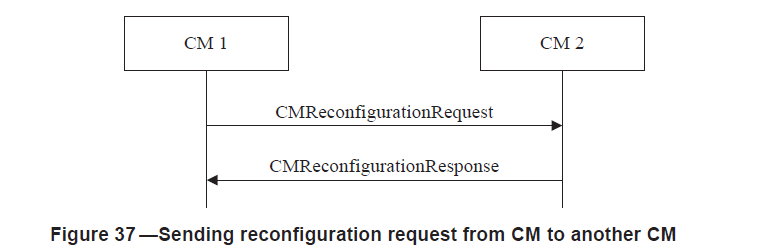 CM 1
CM 2
CMReconfigurationRequest
CMReconfigurationResponse
Figure 37—Sending reconfiguration request from CM to another CM